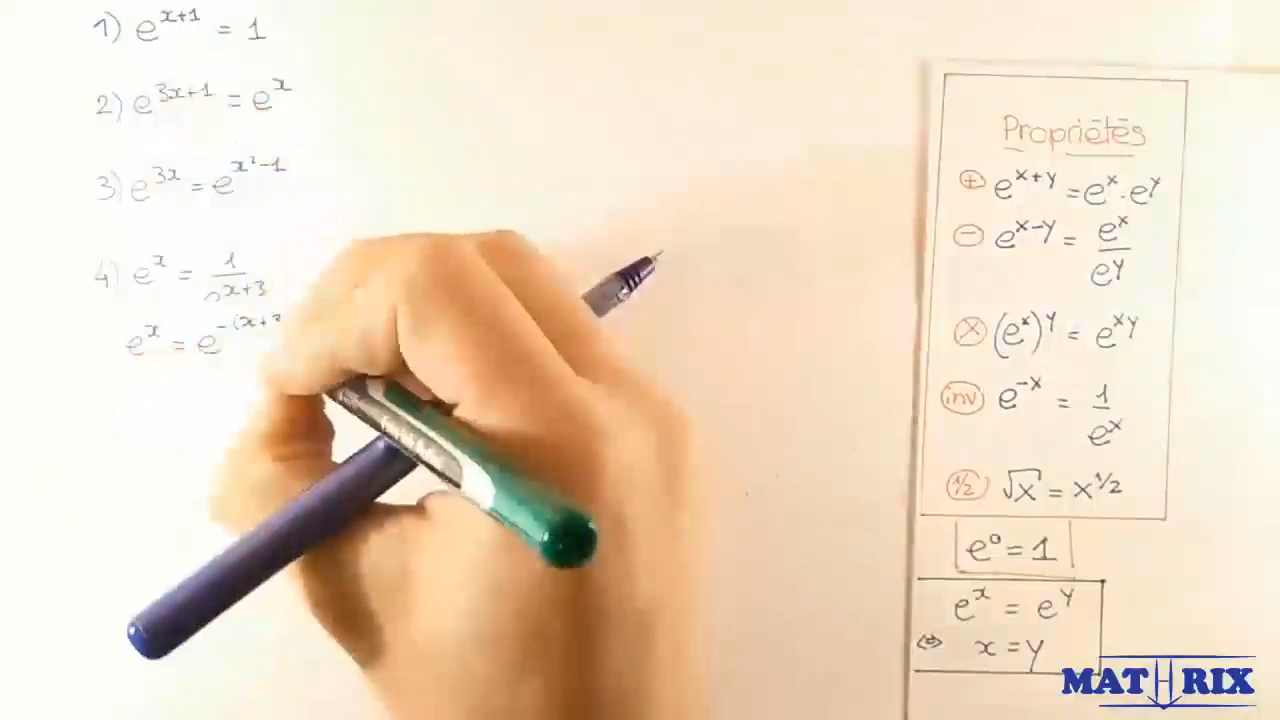 1) e^{x+1} = 1
2) e^{3x+1} = e^x
3) e^{3x} = e^{x²-1}
4) e^x = 1/e^{x+3}
e^x = e^{-(x+
Propriétés
+ e^{x+y} = e^x . e^y
− e^{x-y} = e^x/e^y
× (e^x)^y = e^{xy}
inv e^{-x} = 1/e^x
1/2 √x = x^{1/2}
e^0 = 1
e^x = e^y
⇔ x = y
MATHRIX